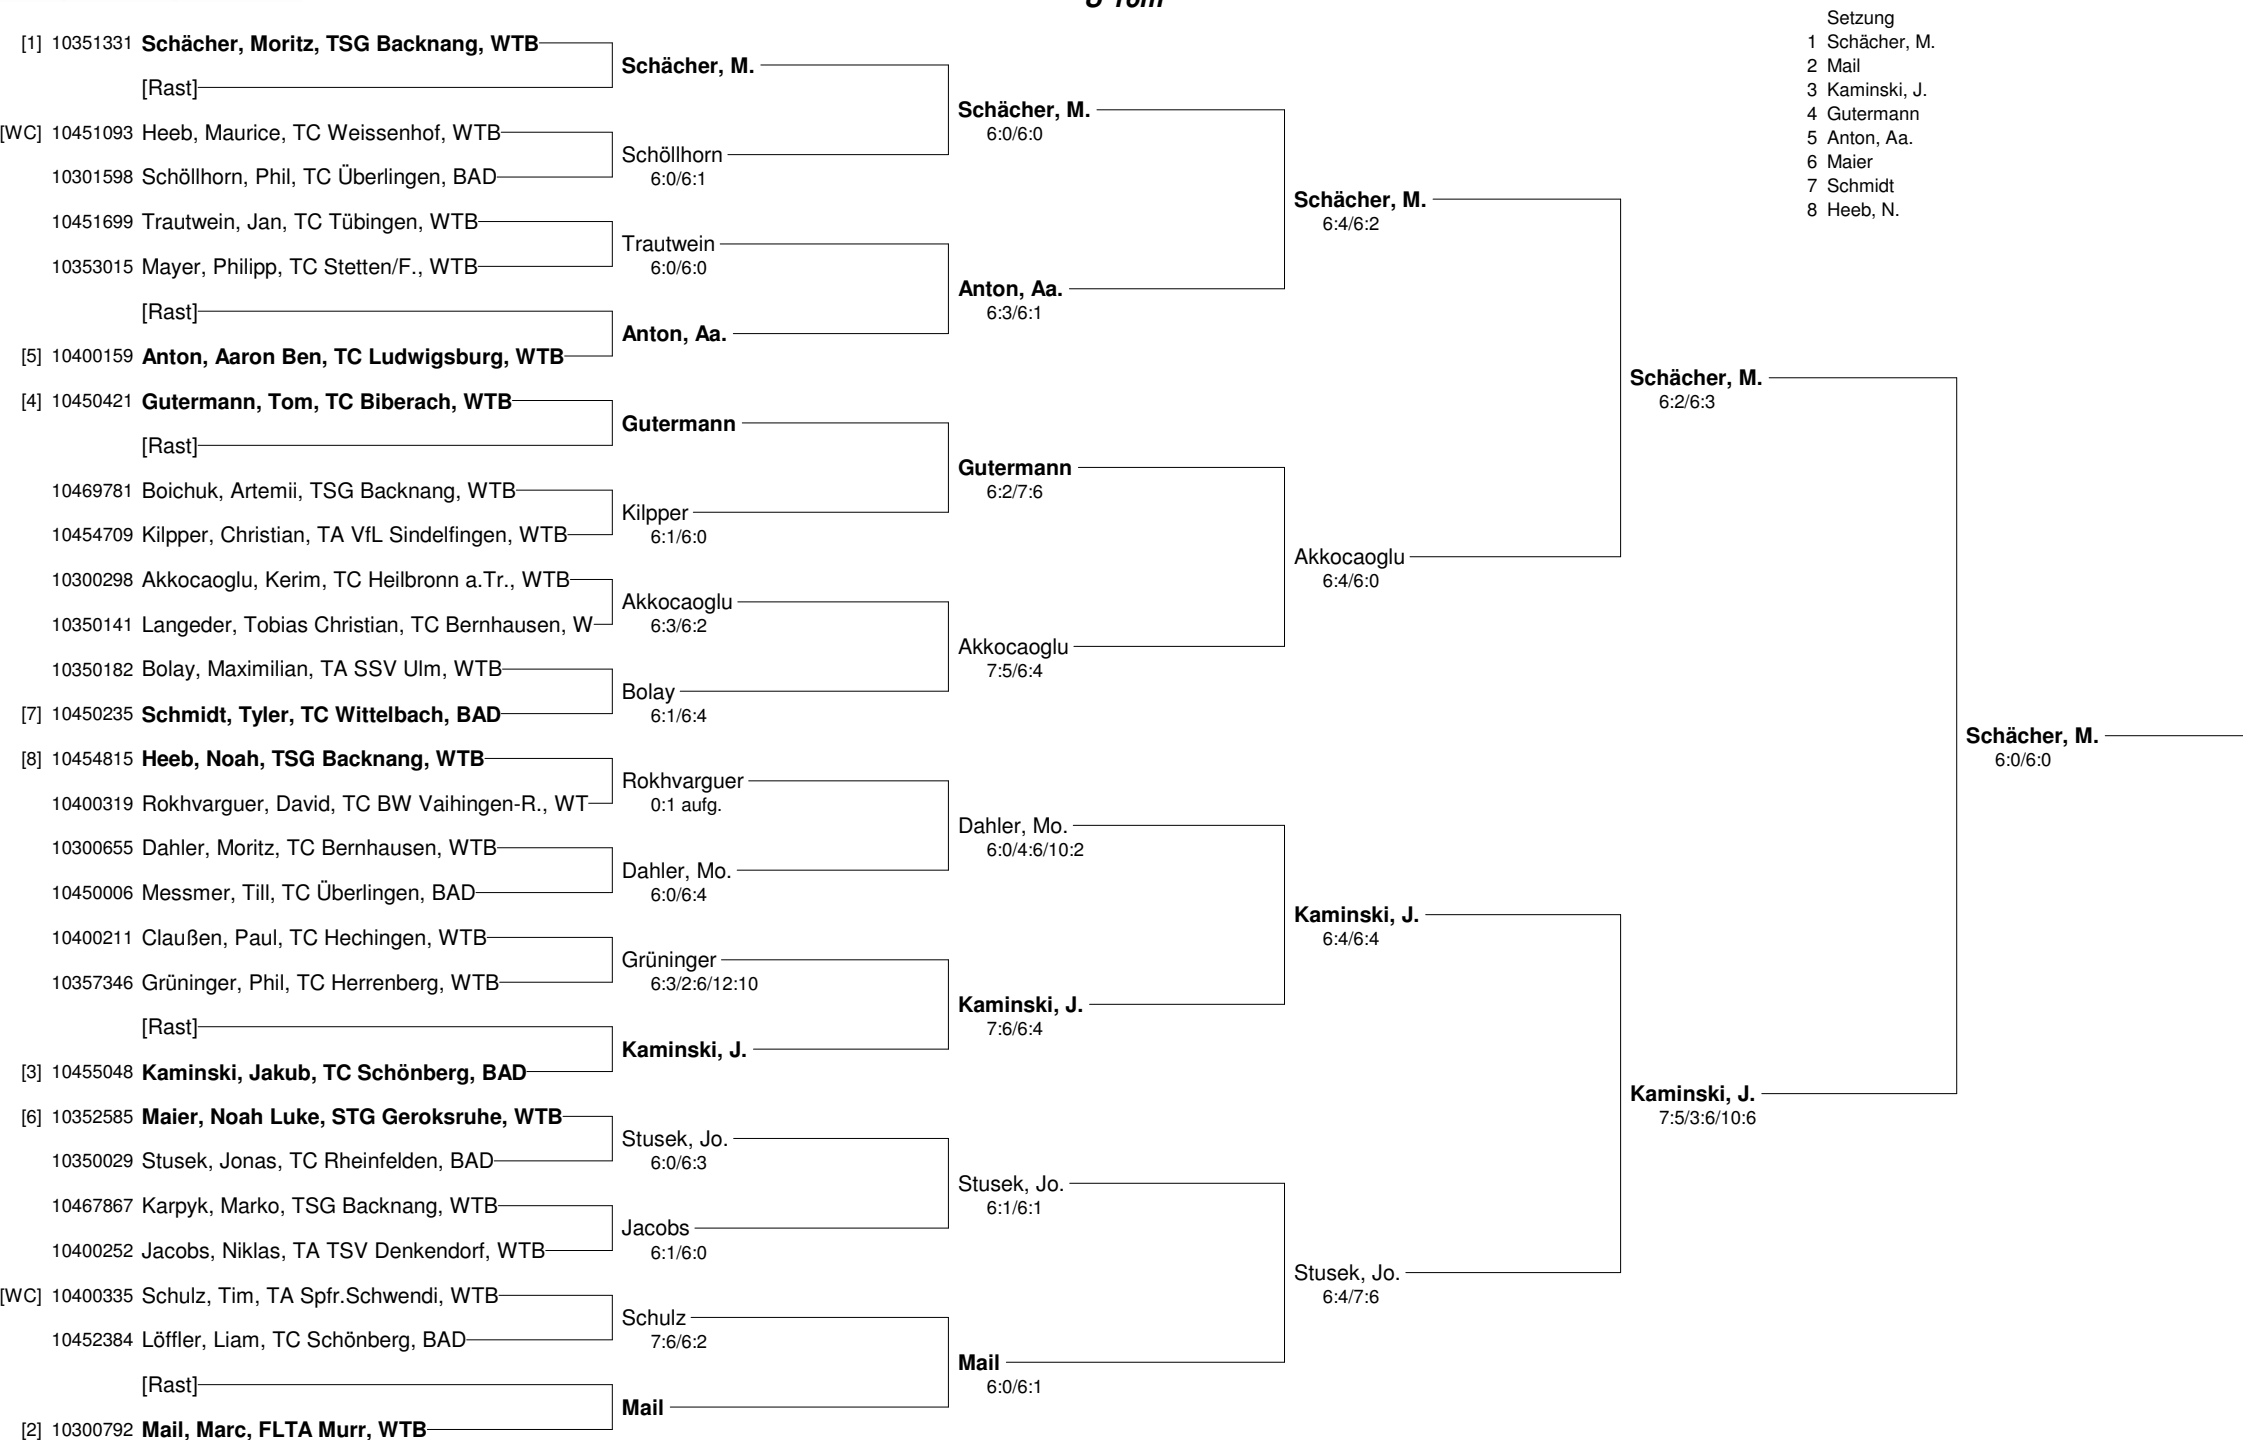 Setzung
1 Schächer, M.
2 Mail
3 Kaminski, J.
4 Gutermann
5 Anton, Aa.
6 Maier
7 Schmidt
8 Heeb, N.
[1] 10351331 Schächer, Moritz, TSG Backnang, WTB
[Rast]
[WC] 10451093 Heeb, Maurice, TC Weissenhof, WTB
10301598 Schöllhorn, Phil, TC Überlingen, BAD
10451699 Trautwein, Jan, TC Tübingen, WTB
10353015 Mayer, Philipp, TC Stetten/F., WTB
[Rast]
[5] 10400159 Anton, Aaron Ben, TC Ludwigsburg, WTB
[4] 10450421 Gutermann, Tom, TC Biberach, WTB
[Rast]
10469781 Boichuk, Artemii, TSG Backnang, WTB
10454709 Kilpper, Christian, TA VfL Sindelfingen, WTB
10300298 Akkocaoglu, Kerim, TC Heilbronn a.Tr., WTB
10350141 Langeder, Tobias Christian, TC Bernhausen, W
10350182 Bolay, Maximilian, TA SSV Ulm, WTB
[7] 10450235 Schmidt, Tyler, TC Wittelbach, BAD
[8] 10454815 Heeb, Noah, TSG Backnang, WTB
10400319 Rokhvarguer, David, TC BW Vaihingen-R., WT
10300655 Dahler, Moritz, TC Bernhausen, WTB
10450006 Messmer, Till, TC Überlingen, BAD
10400211 Claußen, Paul, TC Hechingen, WTB
10357346 Grüninger, Phil, TC Herrenberg, WTB
[Rast]
[3] 10455048 Kaminski, Jakub, TC Schönberg, BAD
[6] 10352585 Maier, Noah Luke, STG Geroksruhe, WTB
10350029 Stusek, Jonas, TC Rheinfelden, BAD
10467867 Karpyk, Marko, TSG Backnang, WTB
10400252 Jacobs, Niklas, TA TSV Denkendorf, WTB
[WC] 10400335 Schulz, Tim, TA Spfr.Schwendi, WTB
10452384 Löffler, Liam, TC Schönberg, BAD
[Rast]
[2] 10300792 Mail, Marc, FLTA Murr, WTB
Schächer, M.
Schöllhorn
6:0/6:1
Trautwein
6:0/6:0
Anton, Aa.
Gutermann
Kilpper
6:1/6:0
Akkocaoglu
6:3/6:2
Bolay
6:1/6:4
Rokhvarguer
0:1 aufg.
Dahler, Mo.
6:0/6:4
Grüninger
6:3/2:6/12:10
Kaminski, J.
Stusek, Jo.
6:0/6:3
Jacobs
6:1/6:0
Schulz
7:6/6:2
Mail
Schächer, M.
6:0/6:0
Anton, Aa.
6:3/6:1
Gutermann
6:2/7:6
Akkocaoglu
7:5/6:4
Dahler, Mo.
6:0/4:6/10:2
Kaminski, J.
7:6/6:4
Stusek, Jo.
6:1/6:1
Mail
6:0/6:1
Schächer, M.
6:4/6:2
Akkocaoglu
6:4/6:0
Kaminski, J.
6:4/6:4
Stusek, Jo.
6:4/7:6
Schächer, M.
6:2/6:3
Kaminski, J.
7:5/3:6/10:6
Schächer, M.
6:0/6:0